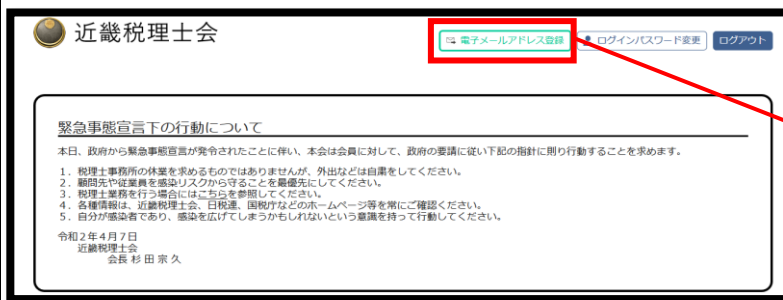 近畿税理士会
電子メールアドレス登録
ログインパスワード変更
ログアウト
緊急事態宣言下の行動について
本日、政府から緊急事態宣言が発令されたことに伴い、本会は会員に対して、政府の要請に従い下記の指針に則り行動することを求めます。
1．税理士事務所の休業を求めるものではありませんが、外出などは自粛をしてください。
2．顧問先や従業員を感染リスクから守ることを最優先にしてください。
3．税理士業務を行う場合にはこちらを参照してください。
4．各種情報は、近畿税理士会、日税連、国税庁などのホームページ等を常にご確認ください。
5．自分が感染者であり、感染を広げてしまうかもしれないという意識を持って行動してください。
令和2年4月7日
近畿税理士会
会長 杉 田 宗 久